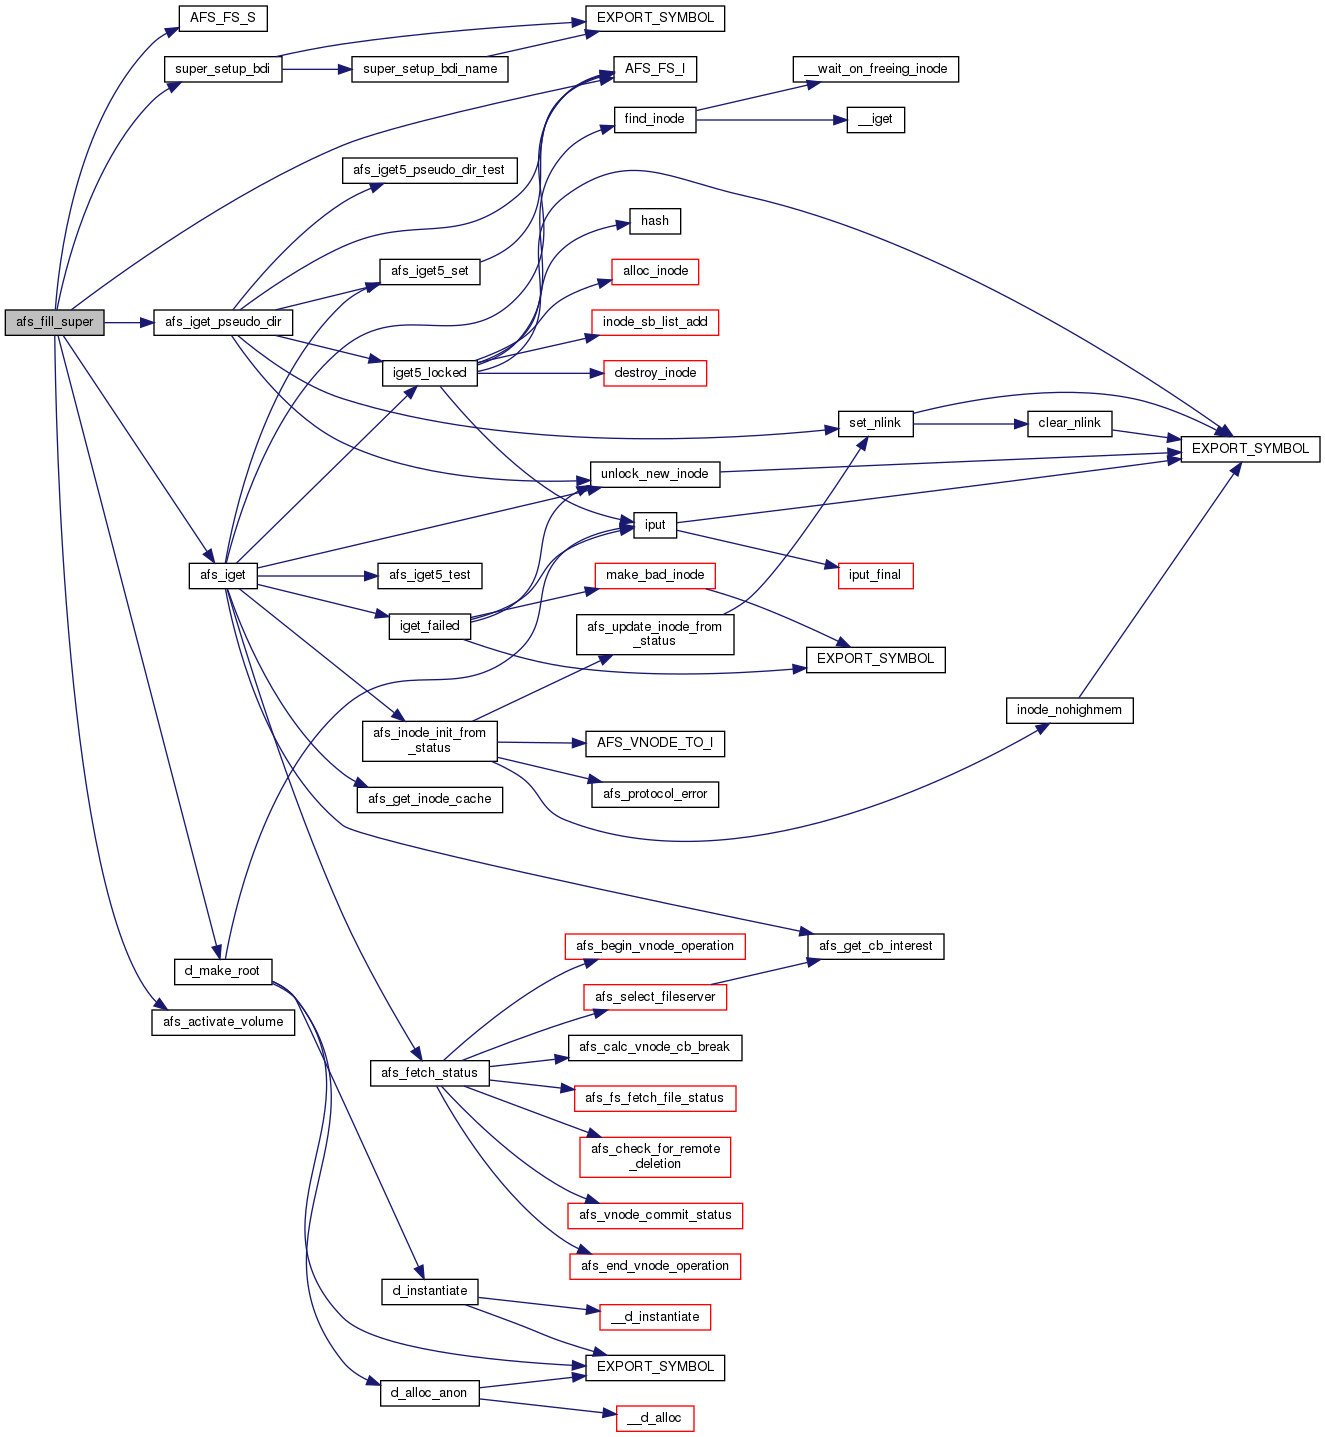 AFS_FS_S
EXPORT_SYMBOL
super_setup_bdi
super_setup_bdi_name
AFS_FS_I
__wait_on_freeing_inode
find_inode
__iget
afs_iget5_pseudo_dir_test
hash
afs_iget5_set
alloc_inode
afs_fill_super
afs_iget_pseudo_dir
inode_sb_list_add
iget5_locked
destroy_inode
set_nlink
clear_nlink
EXPORT_SYMBOL
unlock_new_inode
iput
afs_iget
afs_iget5_test
make_bad_inode
iput_final
iget_failed
afs_update_inode_from
_status
EXPORT_SYMBOL
inode_nohighmem
afs_inode_init_from
_status
AFS_VNODE_TO_I
afs_get_inode_cache
afs_protocol_error
afs_begin_vnode_operation
afs_get_cb_interest
d_make_root
afs_select_fileserver
afs_activate_volume
afs_calc_vnode_cb_break
afs_fetch_status
afs_fs_fetch_file_status
afs_check_for_remote
_deletion
afs_vnode_commit_status
afs_end_vnode_operation
d_instantiate
__d_instantiate
EXPORT_SYMBOL
d_alloc_anon
__d_alloc